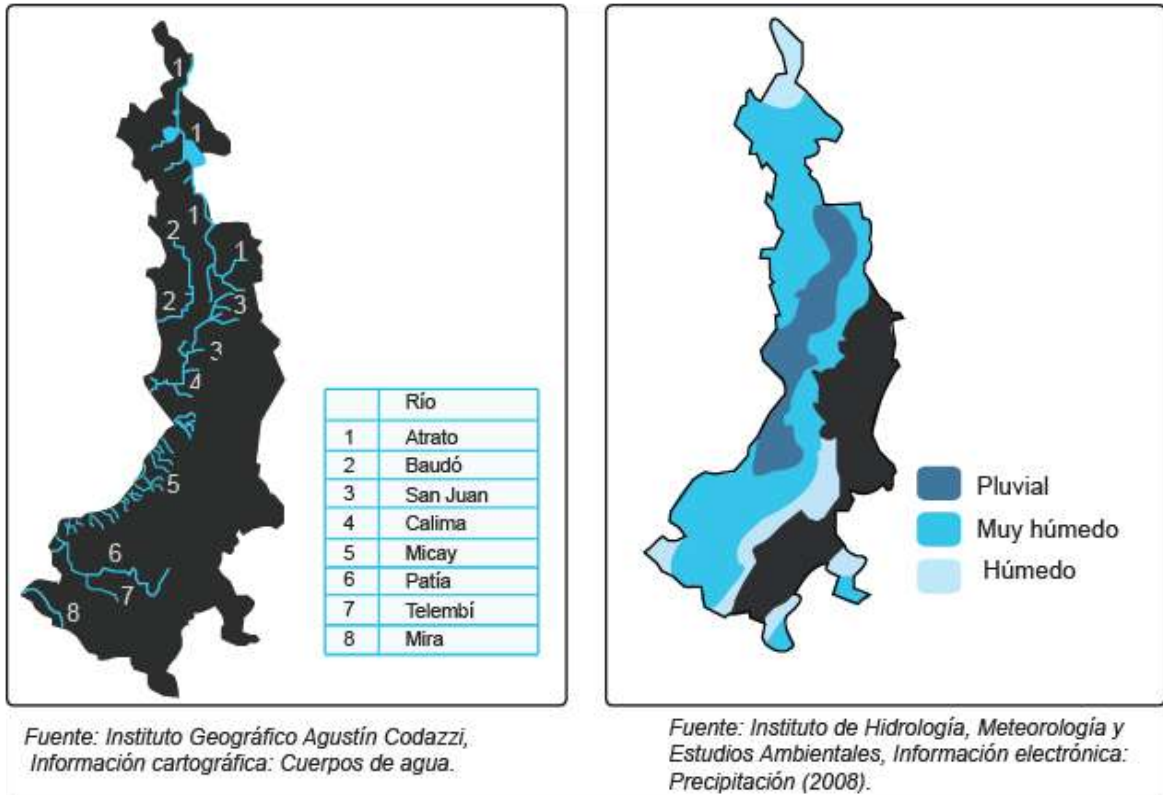 1
1
1
2
1
2
3
3
4
5
6
7
8
Río
1 Atrato
2 Baudó
3 San Juan
4 Calima
5 Micay
6 Patía
7 Telembí
8 Mira
Fuente: Instituto Geográfico Agustín Codazzi,
Información cartográfica: Cuerpos de agua.
Pluvial
Muy húmedo
Húmedo
Fuente: Instituto de Hidrología, Meteorología y
Estudios Ambientales, Información electrónica:
Precipitación (2008).